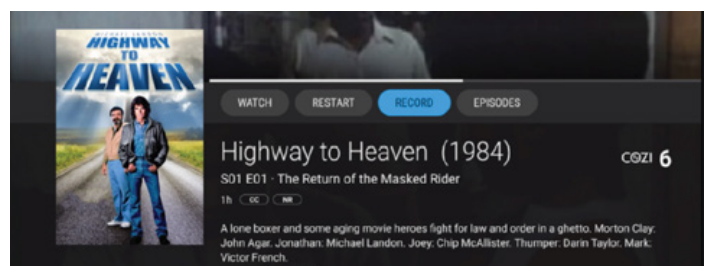 MICHAEL LANDON
HIGHWAY
TO
HEAVEN
WATCH RESTART RECORD EPISODES
Highway to Heaven (1984)
COZI 6
S01 E01 · The Return of the Masked Rider
1h CC NR
A lone boxer and some aging movie heroes fight for law and order in a ghetto. Morton Clay:
John Agar. Jonathan: Michael Landon. Joey: Chip McAllister. Thumper: Darin Taylor. Mark:
Victor French.